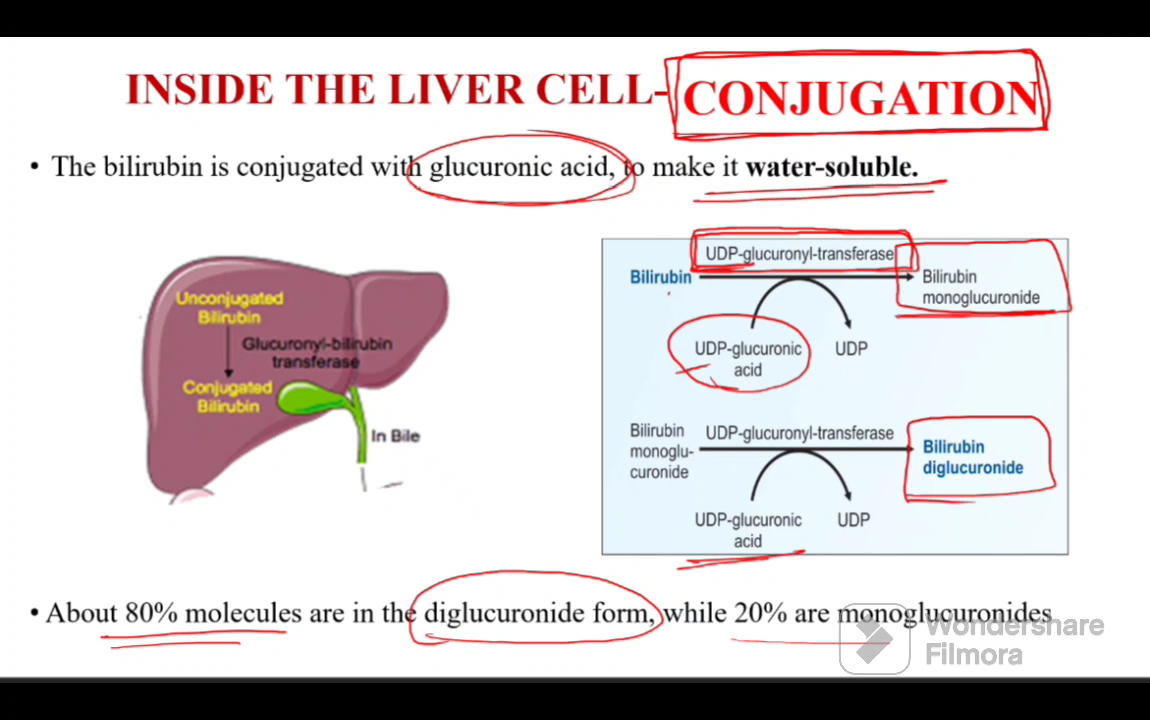 INSIDE THE LIVER CELL- CONJUGATION
• The bilirubin is conjugated with glucuronic acid, to make it water-soluble.
Unconjugated
Bilirubin
Glucuronyl-bilirubin
transferase
Conjugated
Bilirubin
In Bile
UDP-glucuronyl-transferase
Bilirubin
Bilirubin
monoglucuronide
UDP-glucuronic
acid
UDP
Bilirubin
monoglu-
curonide
UDP-glucuronyl-transferase
Bilirubin
diglucuronide
UDP-glucuronic
acid
UDP
• About 80% molecules are in the diglucuronide form, while 20% are monoglucuronides
Wondershare
Filmora